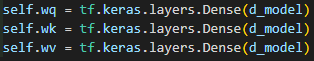 self.wq = tf.keras.layers.Dense(d_model)
self.wk = tf.keras.layers.Dense(d_model)
self.wv = tf.keras.layers.Dense(d_model)